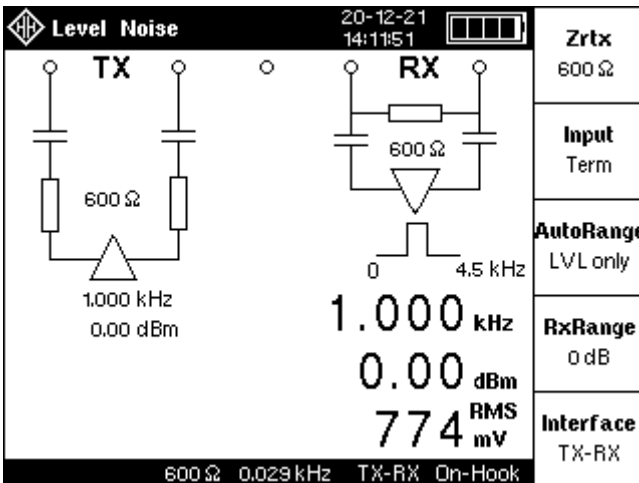 Level Noise
20-12-21
14:11:51
TX
RX
600 Ω
600 Ω
1.000 kHz
0.00 dBm
0
4.5 kHz
1.000 kHz
0.00 dBm
774 RMS mV
600 Ω 0.029 kHz TX-RX On-Hook
Zrtx
600 Ω
Input
Term
AutoRange
LVL only
RxRange
0 dB
Interface
TX-RX